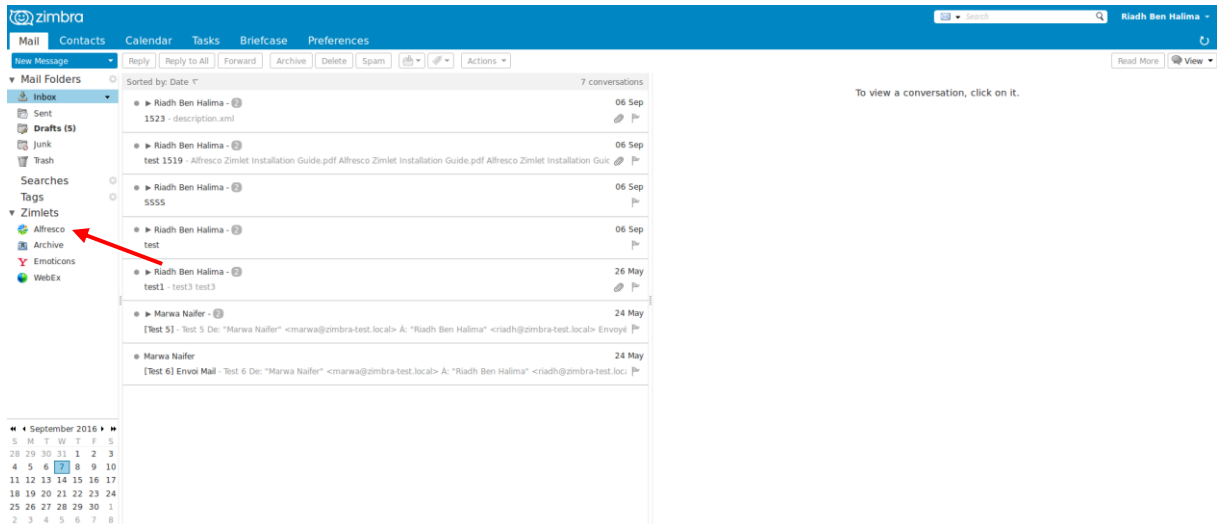 zimbra
Search
Riadh Ben Halima
Mail Contacts Calendar Tasks Briefcase Preferences
New Message Reply Reply to All Forward Archive Delete Spam Actions Read More View
Mail Folders
Inbox
Sent
Drafts (5)
Junk
Trash
Searches
Tags
Zimlets
Alfresco
Archive
Emoticons
WebEx
Sorted by: Date 7 conversations
Riadh Ben Halima - 2 06 Sep
1523 - description.xml
Riadh Ben Halima - 2 06 Sep
test 1519 - Alfresco Zimlet Installation Guide.pdf Alfresco Zimlet Installation Guide.pdf Alfresco Zimlet Installation Guic
Riadh Ben Halima - 2 06 Sep
ssss
Riadh Ben Halima - 2 06 Sep
test
Riadh Ben Halima - 2 26 May
test1 - test3 test3
Marwa Naifer - 2 24 May
[Test 5] - Test 5 De: "Marwa Naifer" <marwa@zimbra-test.local> À: "Riadh Ben Halima" <riadh@zimbra-test.local> Envoyé
Marwa Naifer 24 May
[Test 6] Envoi Mail - Test 6 De: "Marwa Naifer" <marwa@zimbra-test.local> À: "Riadh Ben Halima" <riadh@zimbra-test.loc
To view a conversation, click on it.
September 2016
S M T W T F S
28 29 30 31 1 2 3
4 5 6 7 8 9 10
11 12 13 14 15 16 17
18 19 20 21 22 23 24
25 26 27 28 29 30 1
2 3 4 5 6 7 8